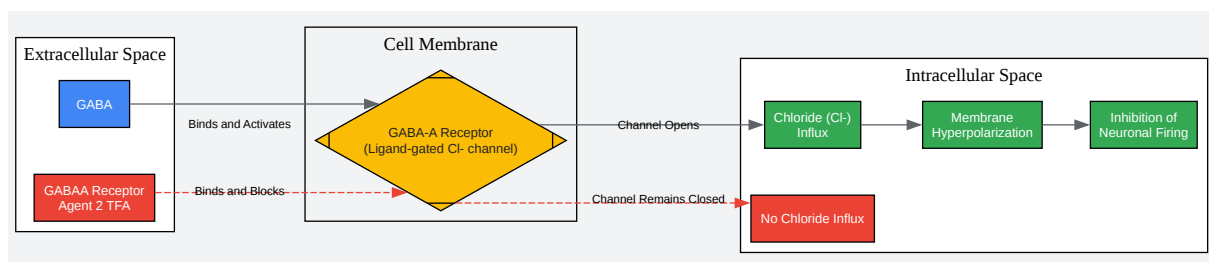 Extracellular Space
GABA
GABAA Receptor
Agent 2 TFA
Binds and Activates
Binds and Blocks
Cell Membrane
GABA-A Receptor
(Ligand-gated Cl- channel)
Channel Opens
Channel Remains Closed
Intracellular Space
Chloride (Cl-)
Influx
Membrane
Hyperpolarization
Inhibition of
Neuronal Firing
No Chloride Influx